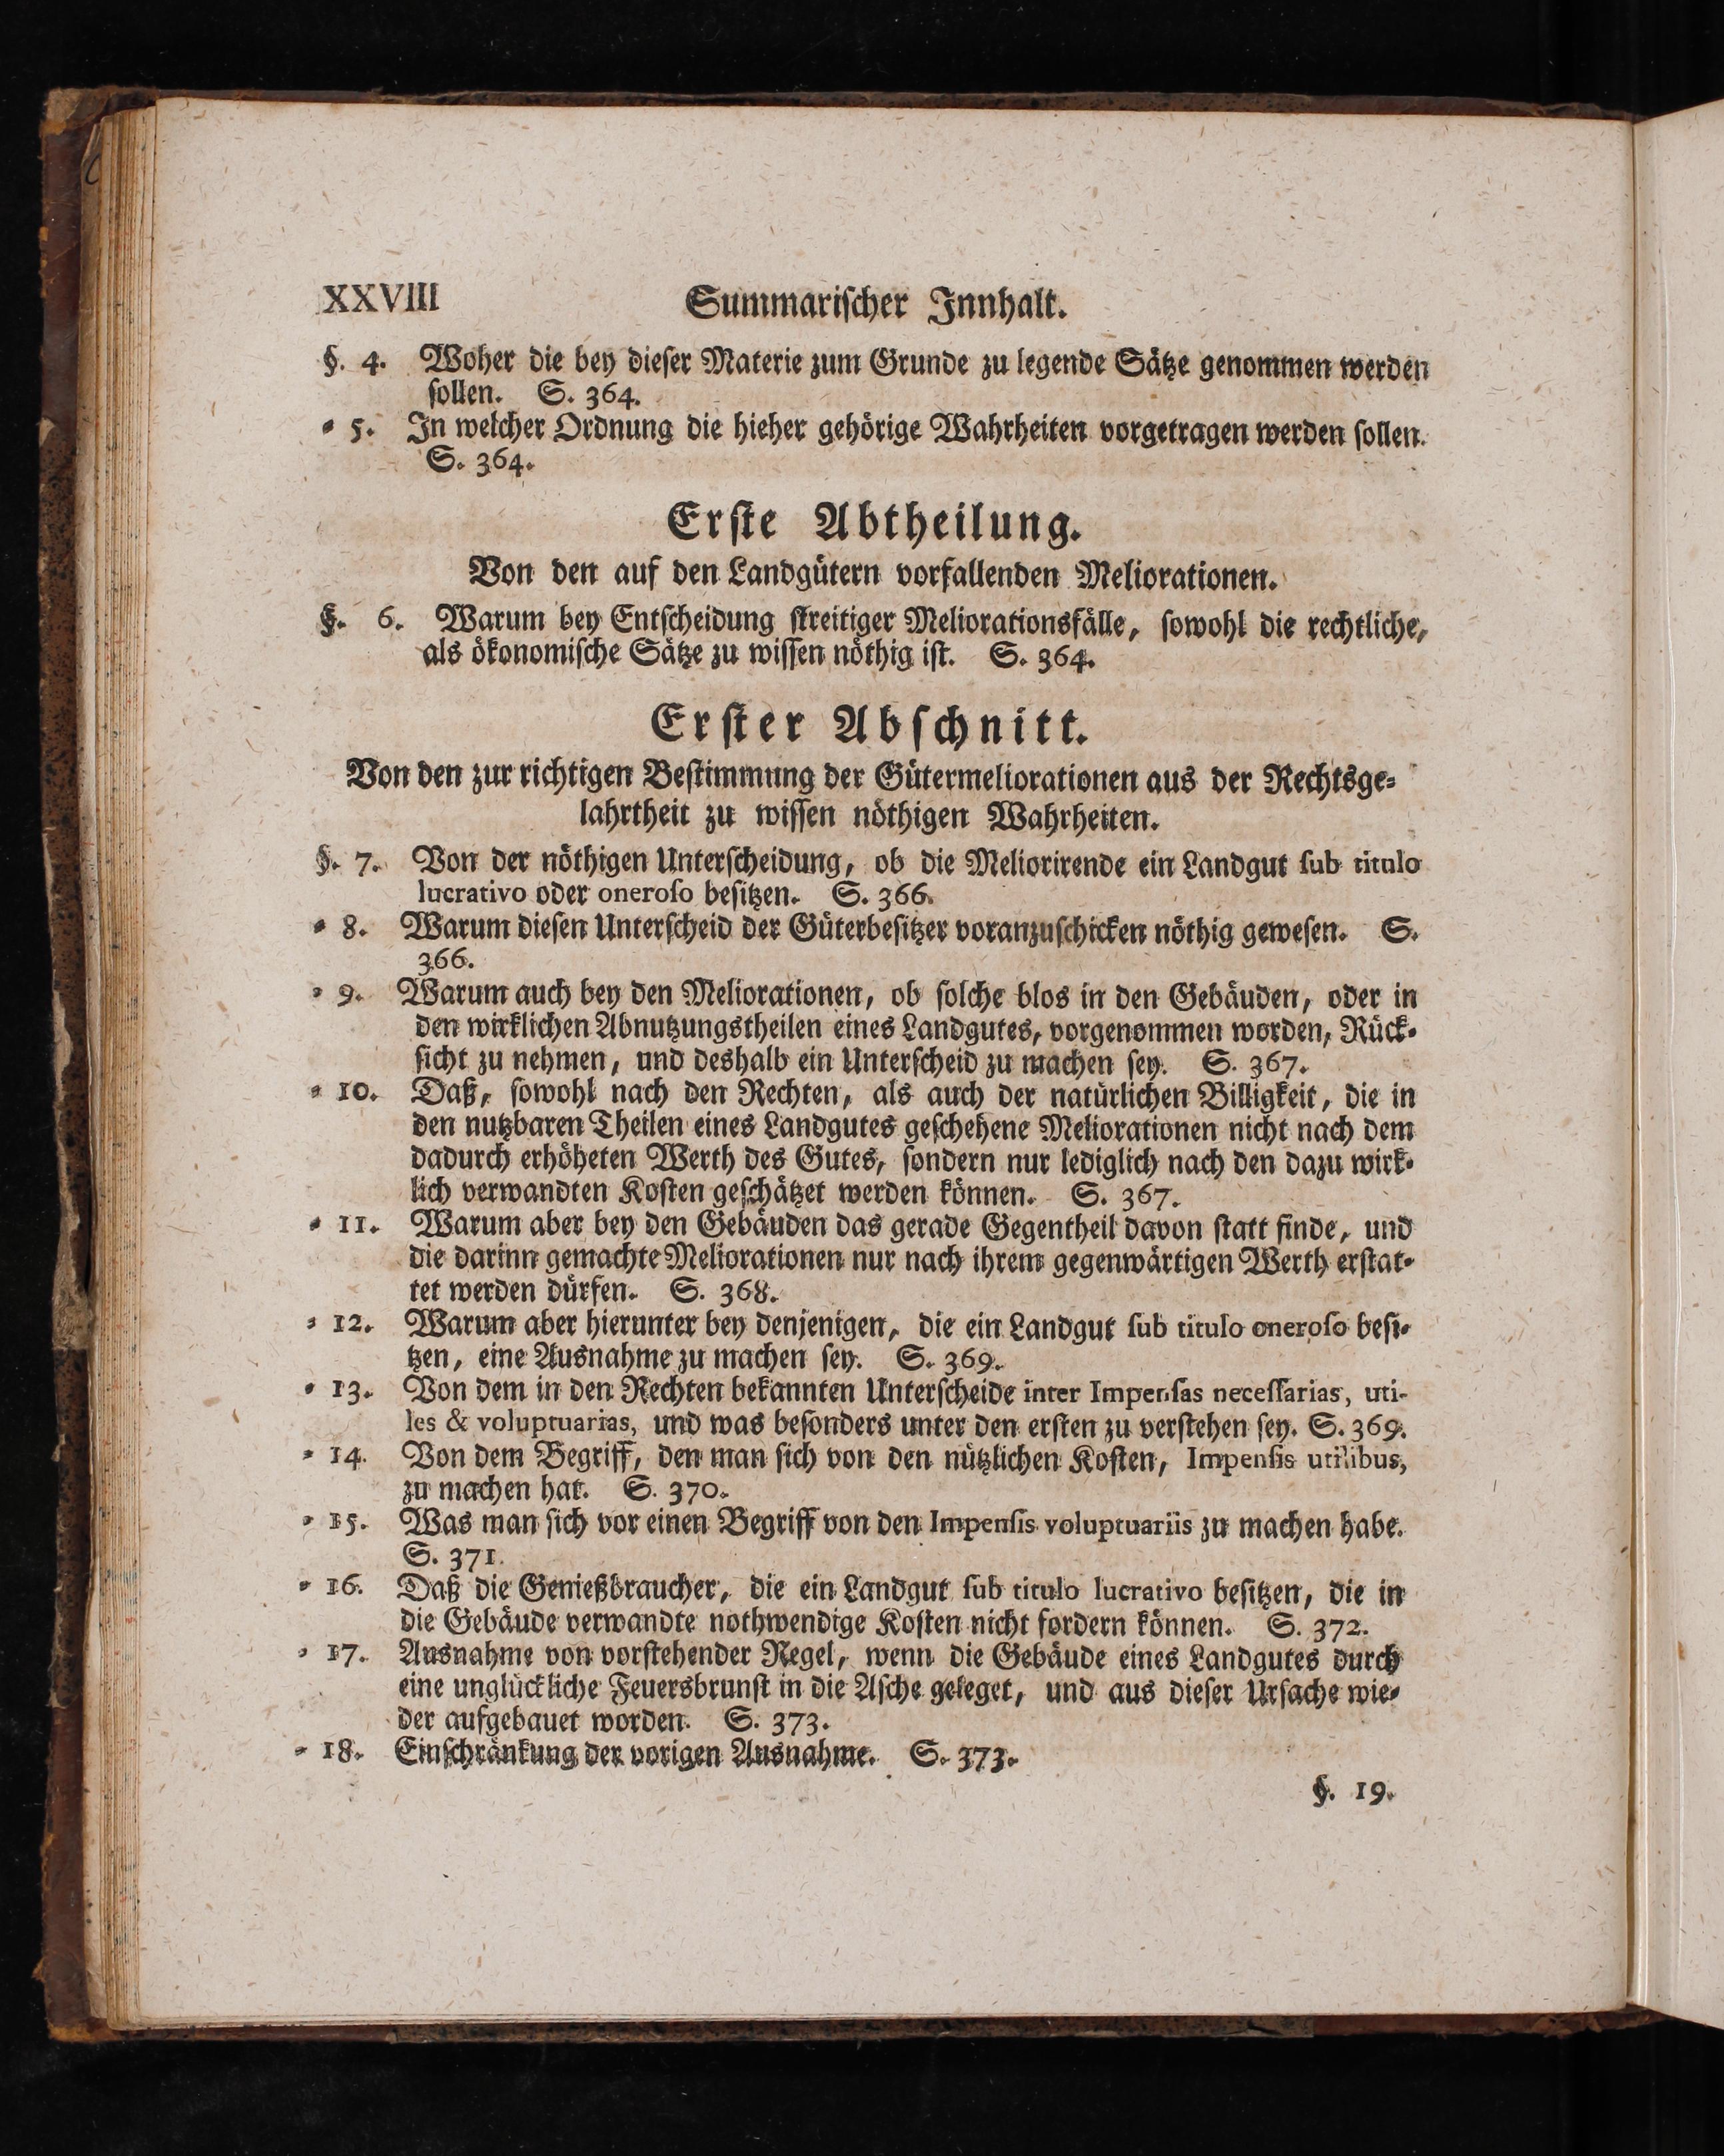 XXVIII Summariſcher Innhalt.
§. 4. Woher die bey dieſer Materie zum Grunde zu legende Sätze genommen werden
ſollen. S. 364.
⸗ 5. In welcher Ordnung die hieher gehörige Wahrheiten vorgetragen werden ſollen.
S. 364.
Erſte Abtheilung.
Von den auf den Landgütern vorfallenden Meliorationen.
§. 6. Warum bey Entſcheidung ſtreitiger Meliorationsfälle, ſowohl die rechtliche,
als ökonomiſche Sätze zu wiſſen nöthig iſt. S. 364.
Erſter Abſchnitt.
Von den zur richtigen Beſtimmung der Gütermeliorationen aus der Rechtsge⸗
lahrtheit zu wiſſen nöthigen Wahrheiten.
§. 7. Von der nöthigen Unterſcheidung, ob die Meliorirende ein Landgut ſub titulo
lucrativo oder oneroſo beſitzen. S. 366.
⸗ 8. Warum dieſen Unterſcheid der Güterbeſitzer voranzuſchicken nöthig geweſen. S.
366.
⸗ 9. Warum auch bey den Meliorationen, ob ſolche blos in den Gebäuden, oder in
den wirklichen Abnutzungstheilen eines Landgutes, vorgenommen worden, Rück⸗
ſicht zu nehmen, und deshalb ein Unterſcheid zu machen ſey. S. 367.
⸗ 10. Daß, ſowohl nach den Rechten, als auch der natürlichen Billigkeit, die in
den nutzbaren Theilen eines Landgutes geſchehene Meliorationen nicht nach dem
dadurch erhöheten Werth des Gutes, ſondern nur lediglich nach den dazu wirk⸗
lich verwandten Koſten geſchätzet werden können. S. 367.
⸗ 11. Warum aber bey den Gebäuden das gerade Gegentheil davon ſtatt finde, und
die darinn gemachte Meliorationen nur nach ihrem gegenwärtigen Werth erſtat⸗
tet werden dürfen. S. 368.
⸗ 12. Warum aber hierunter bey denjenigen, die ein Landgut ſub titulo oneroſo beſi⸗
tzen, eine Ausnahme zu machen ſey. S. 369.
⸗ 13. Von dem in den Rechten bekannten Unterſcheide inter Impenſas neceſſarias, uti-
les & voluptuarias, und was beſonders unter den erſten zu verſtehen ſey. S. 369.
⸗ 14. Von dem Begriff, den man ſich von den nützlichen Koſten, Impenſis utilibus,
zu machen hat. S. 370.
⸗ 15. Was man ſich vor einen Begriff von den Impenſis voluptuariis zu machen habe.
S. 371.
⸗ 16. Daß die Genießbraucher, die ein Landgut ſub titulo lucrativo beſitzen, die in
die Gebäude verwandte nothwendige Koſten nicht fordern können. S. 372.
⸗ 17. Ausnahme von vorſtehender Regel, wenn die Gebäude eines Landgutes durch
eine unglückliche Feuersbrunſt in die Aſche geleget, und aus dieſer Urſache wie⸗
der aufgebauet worden. S. 373.
⸗ 18. Einſchränkung der vorigen Ausnahme. S. 373.
§. 19.